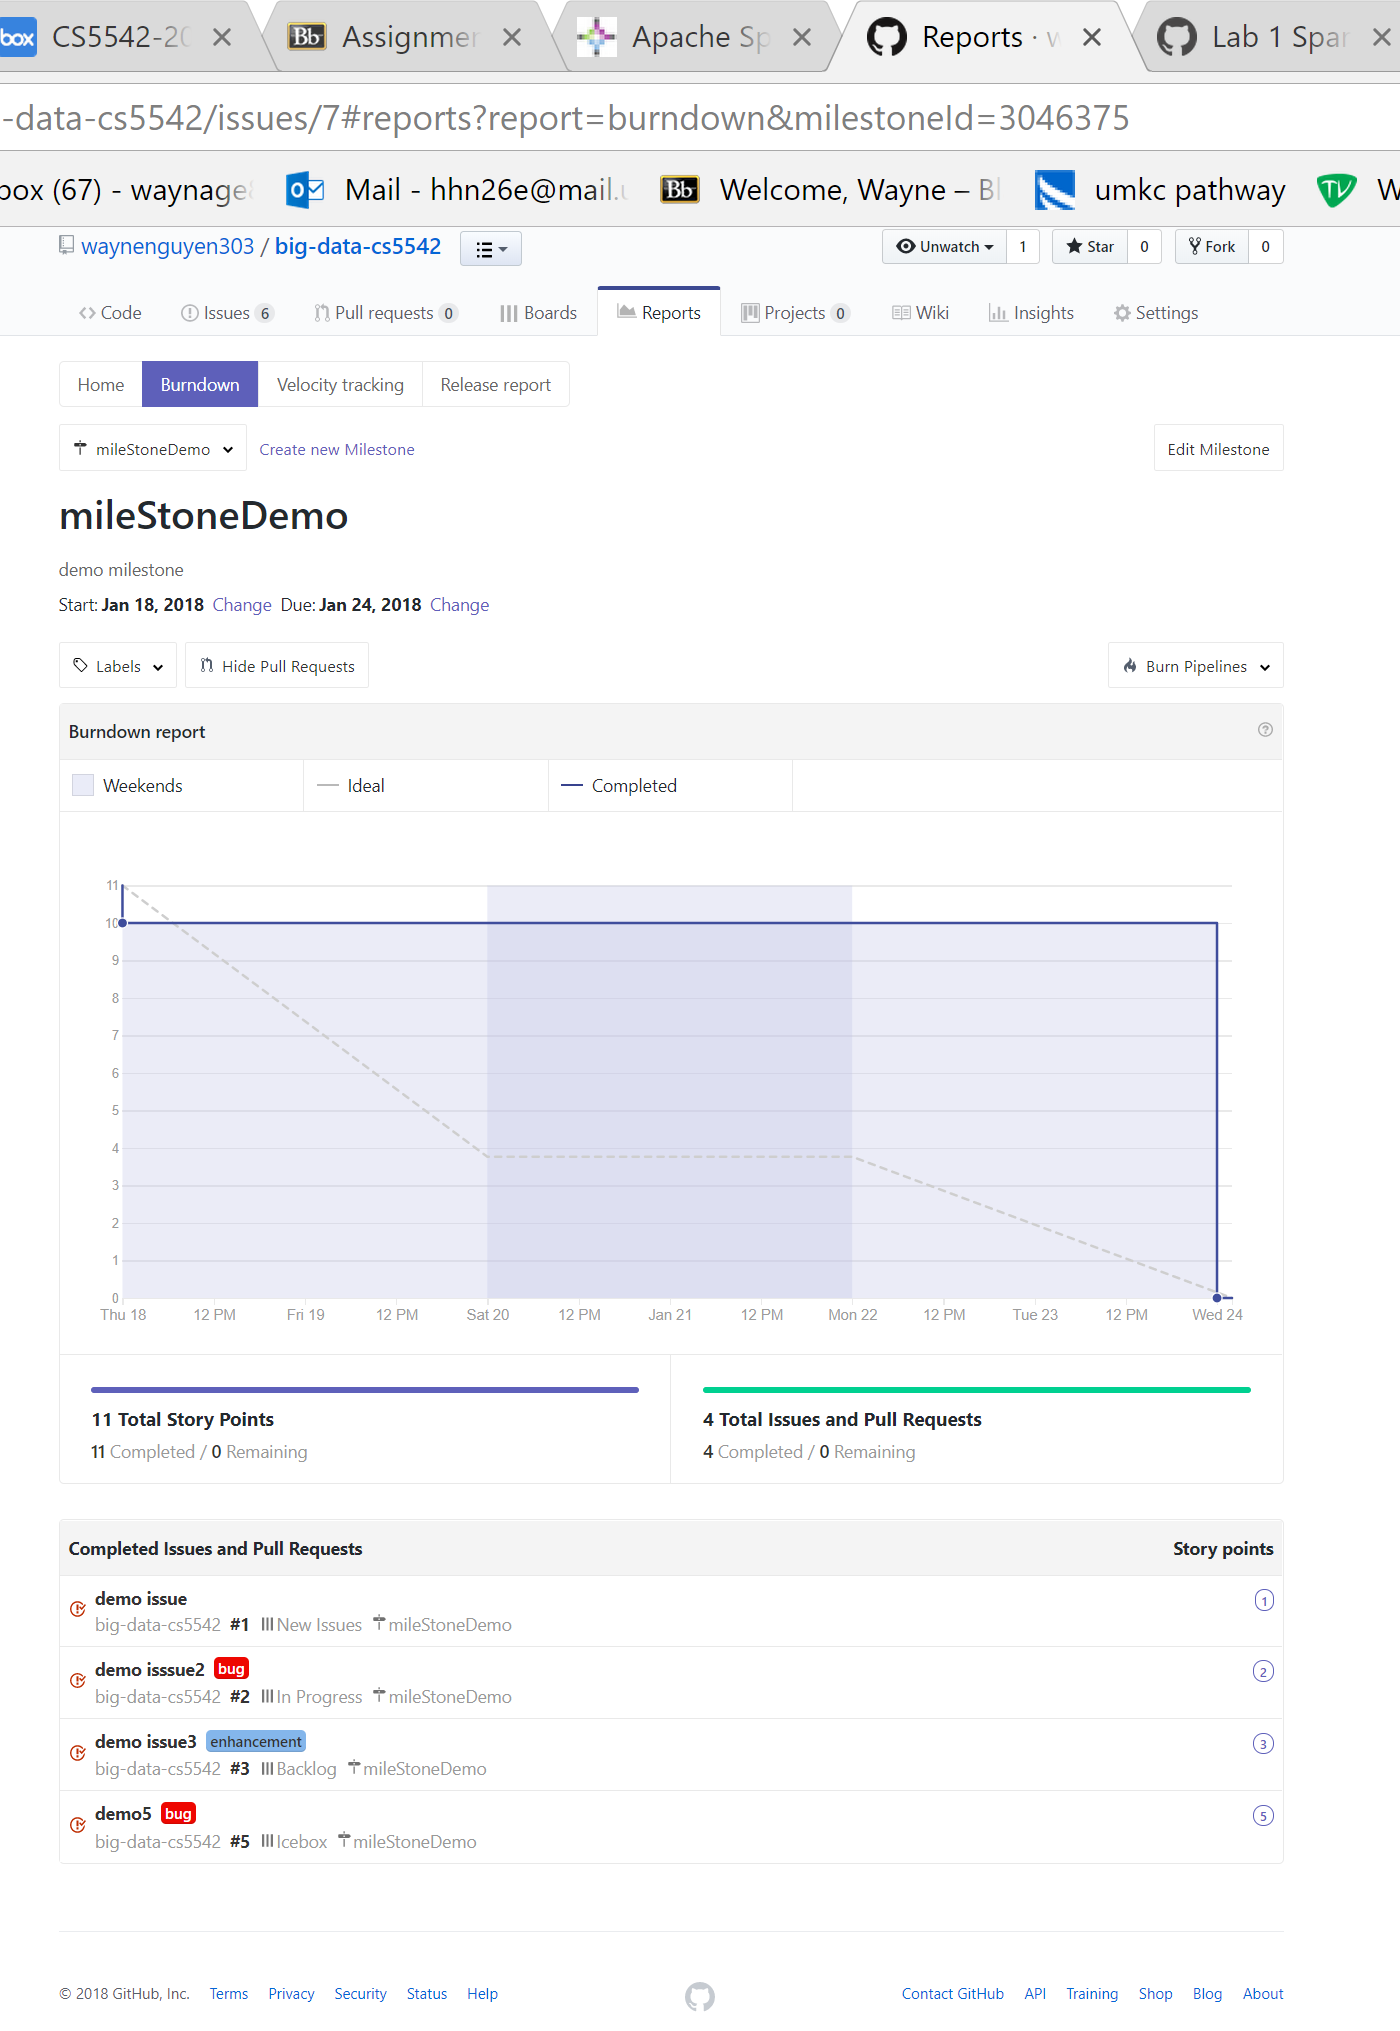 box CS5542-20 Assignmer Apache Sp Reports · w Lab 1 Spar
-data-cs5542/issues/7#reports?report=burndown&milestoneId=3046375
box (67) - waynage Mail - hhn26e@mail.u Welcome, Wayne – Bl umkc pathway W
waynenguyen303 / big-data-cs5542 Unwatch 1 Star 0 Fork 0
Code Issues 6 Pull requests 0 Boards Reports Projects 0 Wiki Insights Settings
Home Burndown Velocity tracking Release report
mileStoneDemo Create new Milestone Edit Milestone
mileStoneDemo
demo milestone
Start: Jan 18, 2018 Change Due: Jan 24, 2018 Change
Labels Hide Pull Requests Burn Pipelines
Burndown report
Weekends Ideal Completed
11
10
9
8
7
6
5
4
3
2
1
0
Thu 18 12 PM Fri 19 12 PM Sat 20 12 PM Jan 21 12 PM Mon 22 12 PM Tue 23 12 PM Wed 24
11 Total Story Points
11 Completed / 0 Remaining
4 Total Issues and Pull Requests
4 Completed / 0 Remaining
Completed Issues and Pull Requests Story points
demo issue 1
big-data-cs5542 #1 New Issues mileStoneDemo
demo isssue2 bug 2
big-data-cs5542 #2 In Progress mileStoneDemo
demo issue3 enhancement 3
big-data-cs5542 #3 Backlog mileStoneDemo
demo5 bug 5
big-data-cs5542 #5 Icebox mileStoneDemo
© 2018 GitHub, Inc. Terms Privacy Security Status Help Contact GitHub API Training Shop Blog About